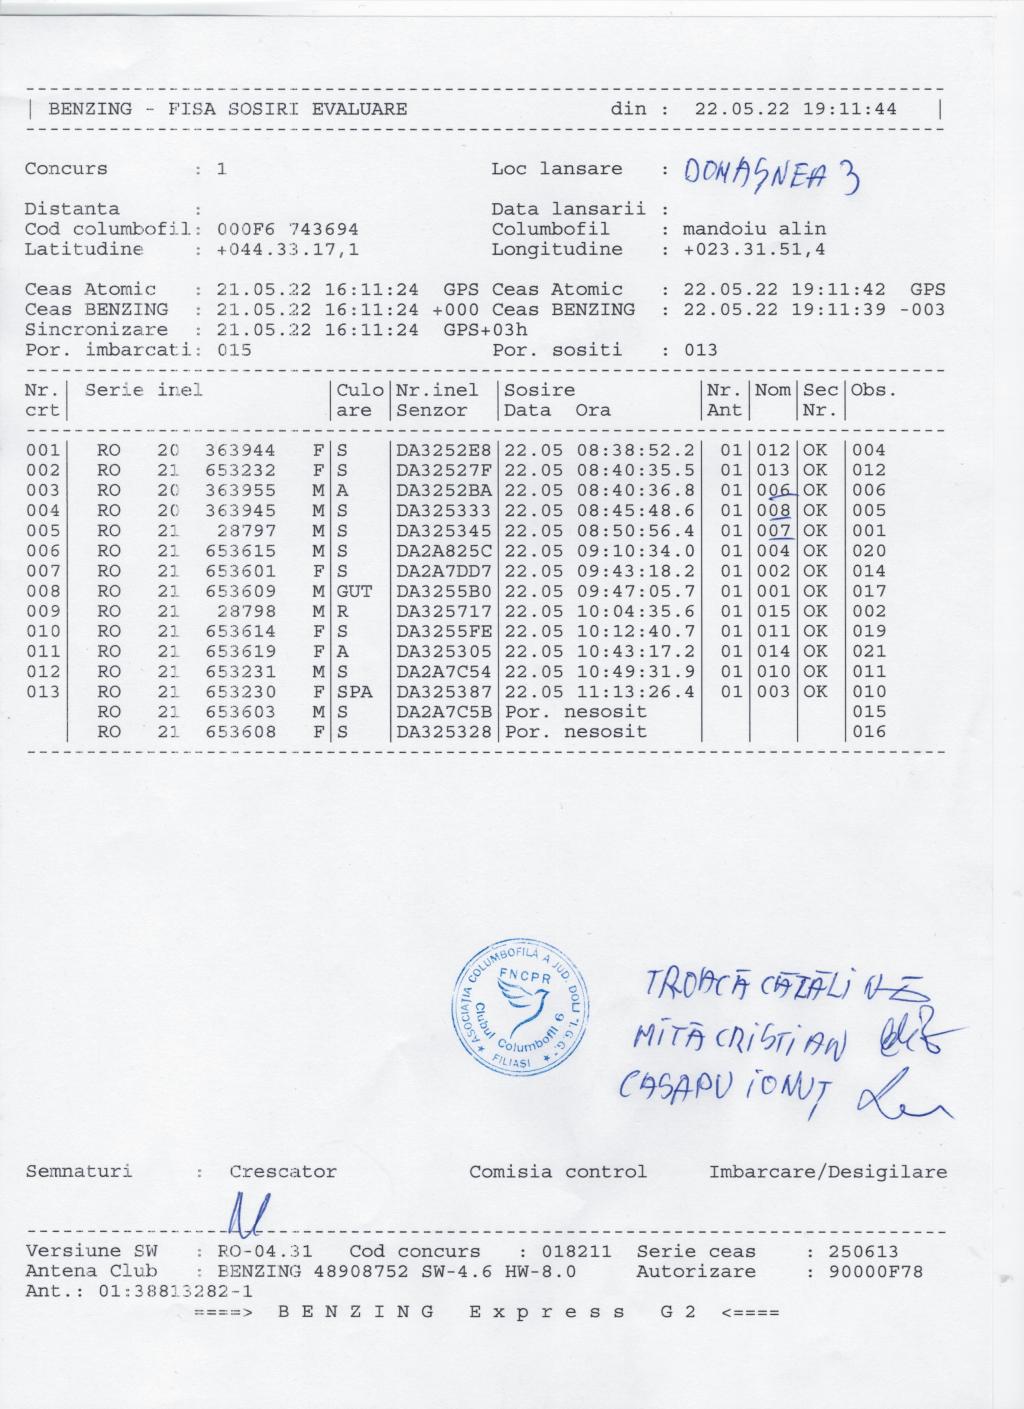 BENZING - FISA SOSIRI EVALUARE din : 22.05.22 19:11:44
Concurs : 1 Loc lansare : DOMAȘNEA 3
Distanta : Data lansarii :
Cod columbofil: 000F6 743694 Columbofil : mandoiu alin
Latitudine : +044.33.17,1 Longitudine : +023.31.51,4
Ceas Atomic : 21.05.22 16:11:24 GPS Ceas Atomic : 22.05.22 19:11:42 GPS
Ceas BENZING : 21.05.22 16:11:24 +000 Ceas BENZING : 22.05.22 19:11:39 -003
Sincronizare : 21.05.22 16:11:24 GPS+03h
Por. imbarcati: 015 Por. sositi : 013
Nr. | Serie inel | Culo | Nr.inel | Sosire | Nr. | Nom | Sec | Obs.
crt | | are | Senzor | Data Ora | Ant | | Nr. |
001 | RO 20 363944 F | S | DA3252E8 | 22.05 08:38:52.2 | 01 | 012 | OK | 004
002 | RO 21 653232 F | S | DA32527F | 22.05 08:40:35.5 | 01 | 013 | OK | 012
003 | RO 20 363955 M | A | DA3252BA | 22.05 08:40:36.8 | 01 | 006 | OK | 006
004 | RO 20 363945 M | S | DA325333 | 22.05 08:45:48.6 | 01 | 008 | OK | 005
005 | RO 21 28797 M | S | DA325345 | 22.05 08:50:56.4 | 01 | 007 | OK | 001
006 | RO 21 653615 M | S | DA2A825C | 22.05 09:10:34.0 | 01 | 004 | OK | 020
007 | RO 21 653601 F | S | DA2A7DD7 | 22.05 09:43:18.2 | 01 | 002 | OK | 014
008 | RO 21 653609 M | GUT | DA3255B0 | 22.05 09:47:05.7 | 01 | 001 | OK | 017
009 | RO 21 28798 M | R | DA325717 | 22.05 10:04:35.6 | 01 | 015 | OK | 002
010 | RO 21 653614 F | S | DA3255FE | 22.05 10:12:40.7 | 01 | 011 | OK | 019
011 | RO 21 653619 F | A | DA325305 | 22.05 10:43:17.2 | 01 | 014 | OK | 021
012 | RO 21 653231 M | S | DA2A7C54 | 22.05 10:49:31.9 | 01 | 010 | OK | 011
013 | RO 21 653230 F | SPA | DA325387 | 22.05 11:13:26.4 | 01 | 003 | OK | 010
RO 21 653603 M | S | DA2A7C5B | Por. nesosit | | | | 015
RO 21 653608 F | S | DA325328 | Por. nesosit | | | | 016
ASOCIAȚIA COLUMBOFILĂ A JUD. DOLJ "I.G.G."
FNCPR
Clubul Columbofil 6
FILIASI
TROACĂ CĂTĂLIN
MITĂ CRISTIAN
CASAPU IONUȚ
Semnaturi : Crescator Comisia control Imbarcare/Desigilare
Versiune SW : RO-04.31 Cod concurs : 018211 Serie ceas : 250613
Antena Club : BENZING 48908752 SW-4.6 HW-8.0 Autorizare : 90000F78
Ant.: 01:38813282-1
====> B E N Z I N G E x p r e s s G 2 <====